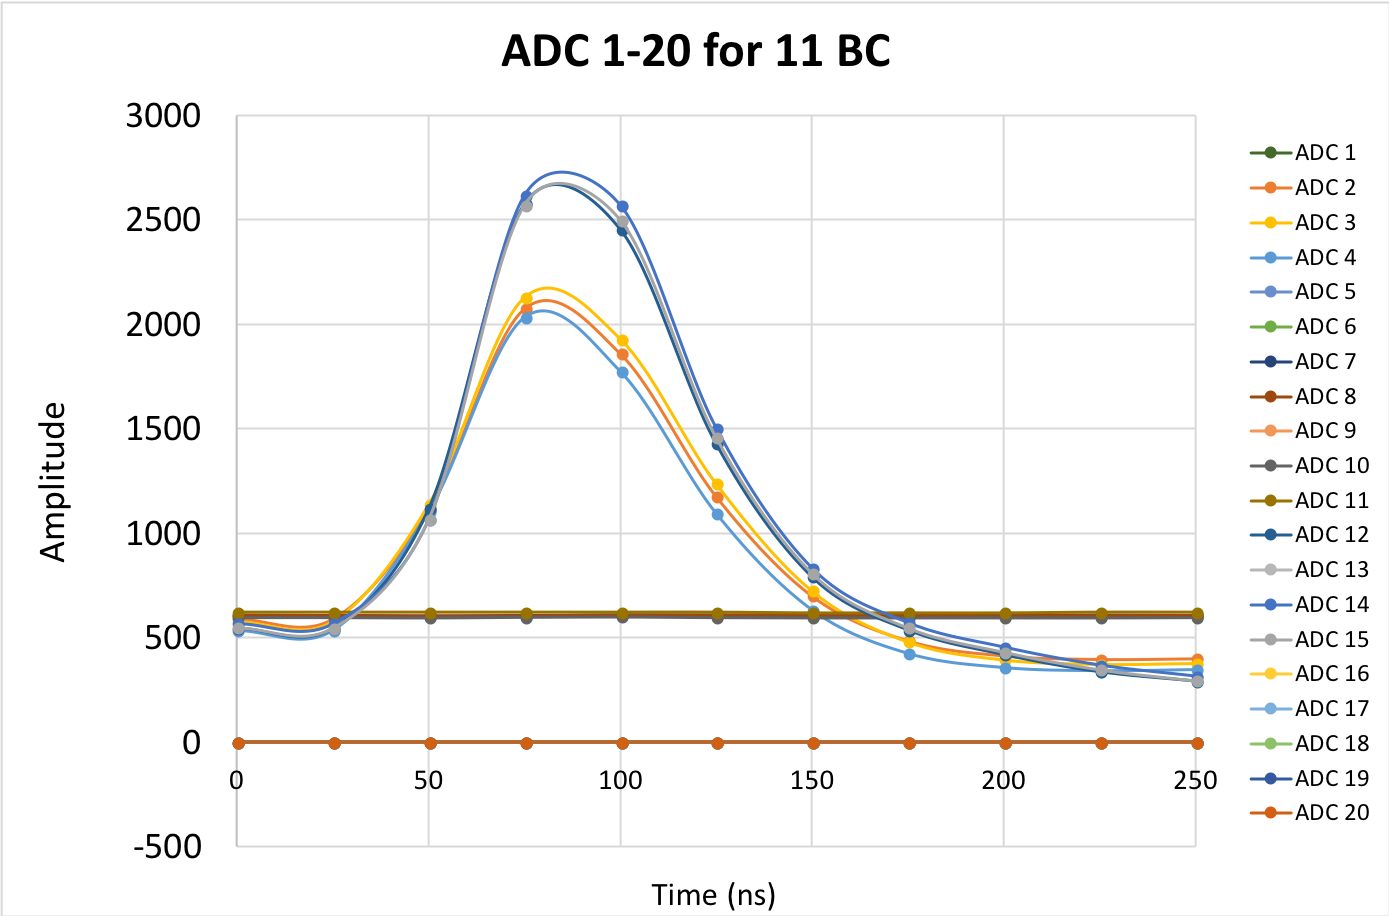 ADC 1-20 for 11 BC
3000
2500
2000
1500
1000
500
0
-500
Amplitude
0 50 100 150 200 250
Time (ns)
ADC 1
ADC 2
ADC 3
ADC 4
ADC 5
ADC 6
ADC 7
ADC 8
ADC 9
ADC 10
ADC 11
ADC 12
ADC 13
ADC 14
ADC 15
ADC 16
ADC 17
ADC 18
ADC 19
ADC 20